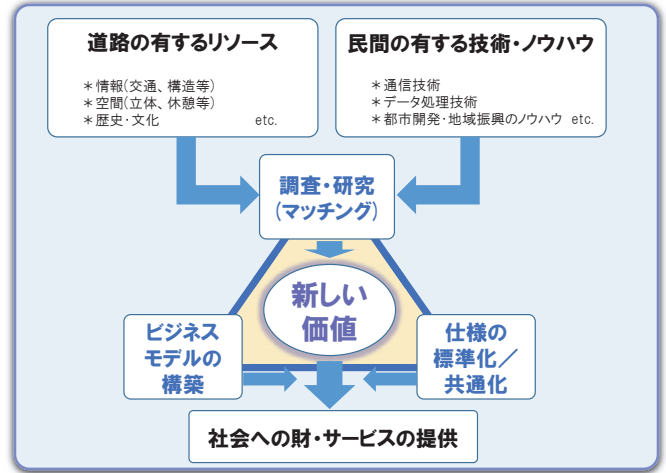 道路の有するリソース
＊情報(交通、構造等)
＊空間(立体、休憩等)
＊歴史・文化 etc.
民間の有する技術・ノウハウ
＊通信技術
＊データ処理技術
＊都市開発・地域振興のノウハウ etc.
調査・研究
(マッチング)
新しい
価値
ビジネス
モデルの
構築
仕様の
標準化／
共通化
社会への財・サービスの提供